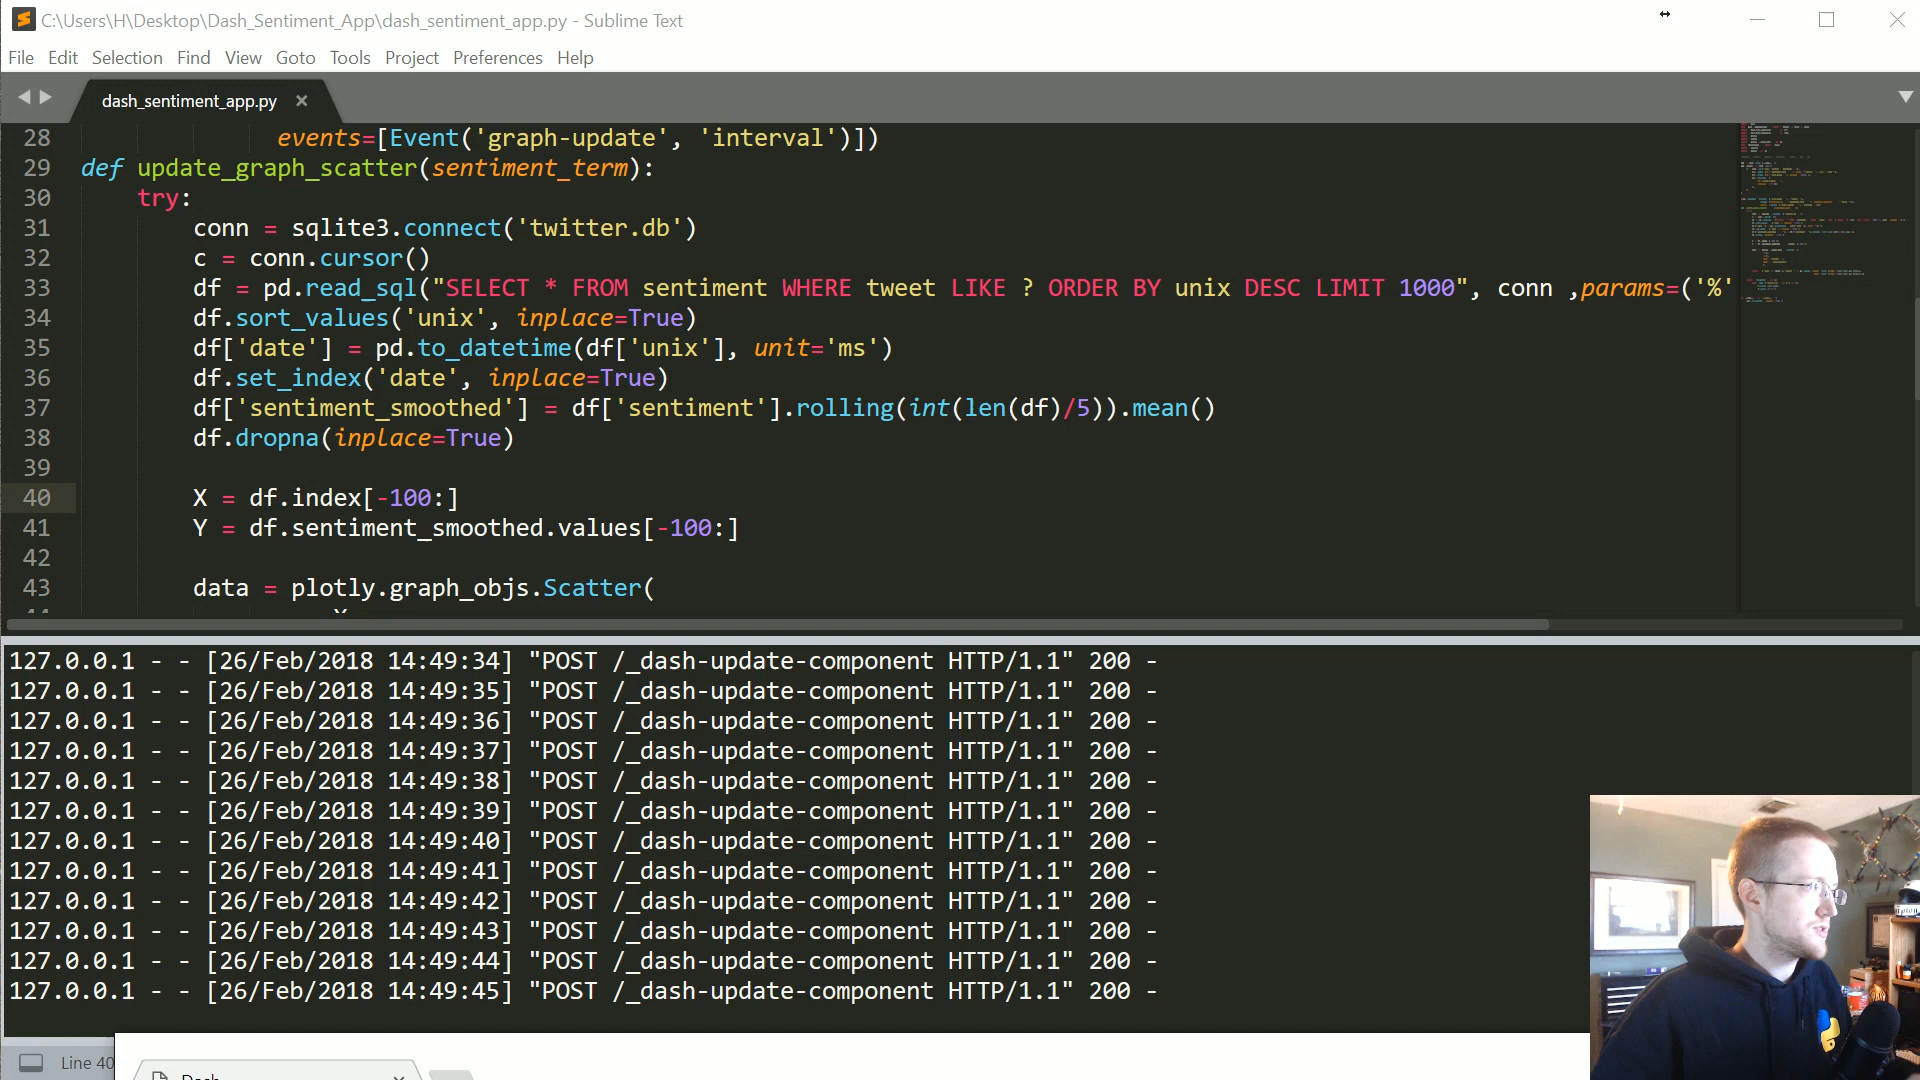 C:\Users\H\Desktop\Dash_Sentiment_App\dash_sentiment_app.py - Sublime Text
File Edit Selection Find View Goto Tools Project Preferences Help
dash_sentiment_app.py
28 events=[Event('graph-update', 'interval')])
29 def update_graph_scatter(sentiment_term):
30 try:
31 conn = sqlite3.connect('twitter.db')
32 c = conn.cursor()
33 df = pd.read_sql("SELECT * FROM sentiment WHERE tweet LIKE ? ORDER BY unix DESC LIMIT 1000", conn ,params=('%'
34 df.sort_values('unix', inplace=True)
35 df['date'] = pd.to_datetime(df['unix'], unit='ms')
36 df.set_index('date', inplace=True)
37 df['sentiment_smoothed'] = df['sentiment'].rolling(int(len(df)/5)).mean()
38 df.dropna(inplace=True)
39
40 X = df.index[-100:]
41 Y = df.sentiment_smoothed.values[-100:]
42
43 data = plotly.graph_objs.Scatter(
127.0.0.1 - - [26/Feb/2018 14:49:34] "POST /_dash-update-component HTTP/1.1" 200 -
127.0.0.1 - - [26/Feb/2018 14:49:35] "POST /_dash-update-component HTTP/1.1" 200 -
127.0.0.1 - - [26/Feb/2018 14:49:36] "POST /_dash-update-component HTTP/1.1" 200 -
127.0.0.1 - - [26/Feb/2018 14:49:37] "POST /_dash-update-component HTTP/1.1" 200 -
127.0.0.1 - - [26/Feb/2018 14:49:38] "POST /_dash-update-component HTTP/1.1" 200 -
127.0.0.1 - - [26/Feb/2018 14:49:39] "POST /_dash-update-component HTTP/1.1" 200 -
127.0.0.1 - - [26/Feb/2018 14:49:40] "POST /_dash-update-component HTTP/1.1" 200 -
127.0.0.1 - - [26/Feb/2018 14:49:41] "POST /_dash-update-component HTTP/1.1" 200 -
127.0.0.1 - - [26/Feb/2018 14:49:42] "POST /_dash-update-component HTTP/1.1" 200 -
127.0.0.1 - - [26/Feb/2018 14:49:43] "POST /_dash-update-component HTTP/1.1" 200 -
127.0.0.1 - - [26/Feb/2018 14:49:44] "POST /_dash-update-component HTTP/1.1" 200 -
127.0.0.1 - - [26/Feb/2018 14:49:45] "POST /_dash-update-component HTTP/1.1" 200 -
Line 40
Dash